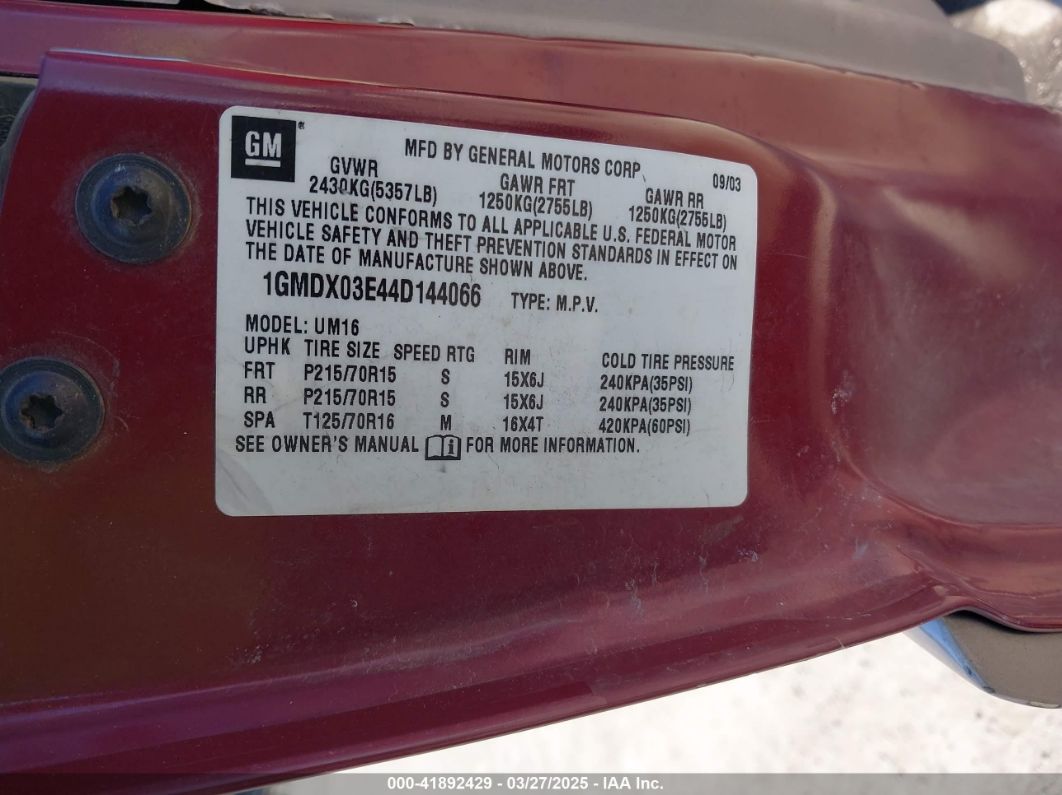 GM®
MFD BY GENERAL MOTORS CORP 09/03
GVWR GAWR FRT GAWR RR
2430KG(5357LB) 1250KG(2755LB) 1250KG(2755LB)
THIS VEHICLE CONFORMS TO ALL APPLICABLE U.S. FEDERAL MOTOR
VEHICLE SAFETY AND THEFT PREVENTION STANDARDS IN EFFECT ON
THE DATE OF MANUFACTURE SHOWN ABOVE.
1GMDX03E44D144066 TYPE: M.P.V.
MODEL: UM16
UPHK TIRE SIZE SPEED RTG RIM COLD TIRE PRESSURE
FRT P215/70R15 S 15X6J 240KPA(35PSI)
RR P215/70R15 S 15X6J 240KPA(35PSI)
SPA T125/70R16 M 16X4T 420KPA(60PSI)
SEE OWNER'S MANUAL i FOR MORE INFORMATION.
000-41892429 - 03/27/2025 - IAA Inc.